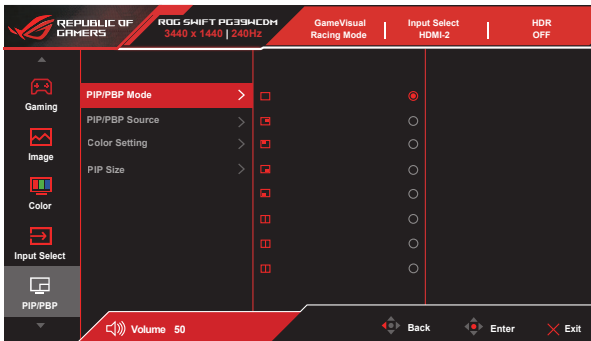 REPUBLIC OF
GAMERS
ROG SWIFT PG39WCDM
3440 x 1440 | 240Hz
GameVisual
Racing Mode
Input Select
HDMI-2
HDR
OFF
Gaming
Image
Color
Input Select
PIP/PBP
PIP/PBP Mode
PIP/PBP Source
Color Setting
PIP Size
Volume 50
Back
Enter
Exit